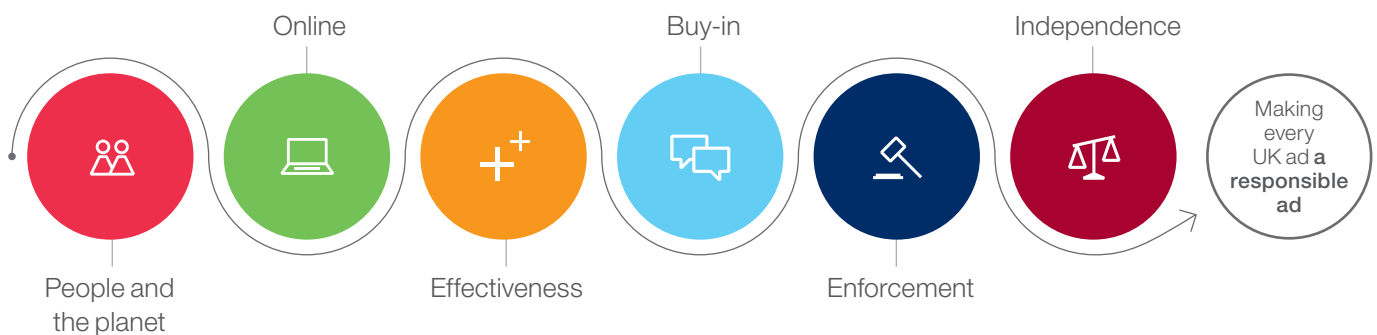 People and
the planet
Online
Effectiveness
Buy-in
Enforcement
Independence
Making
every
UK ad a
responsible
ad